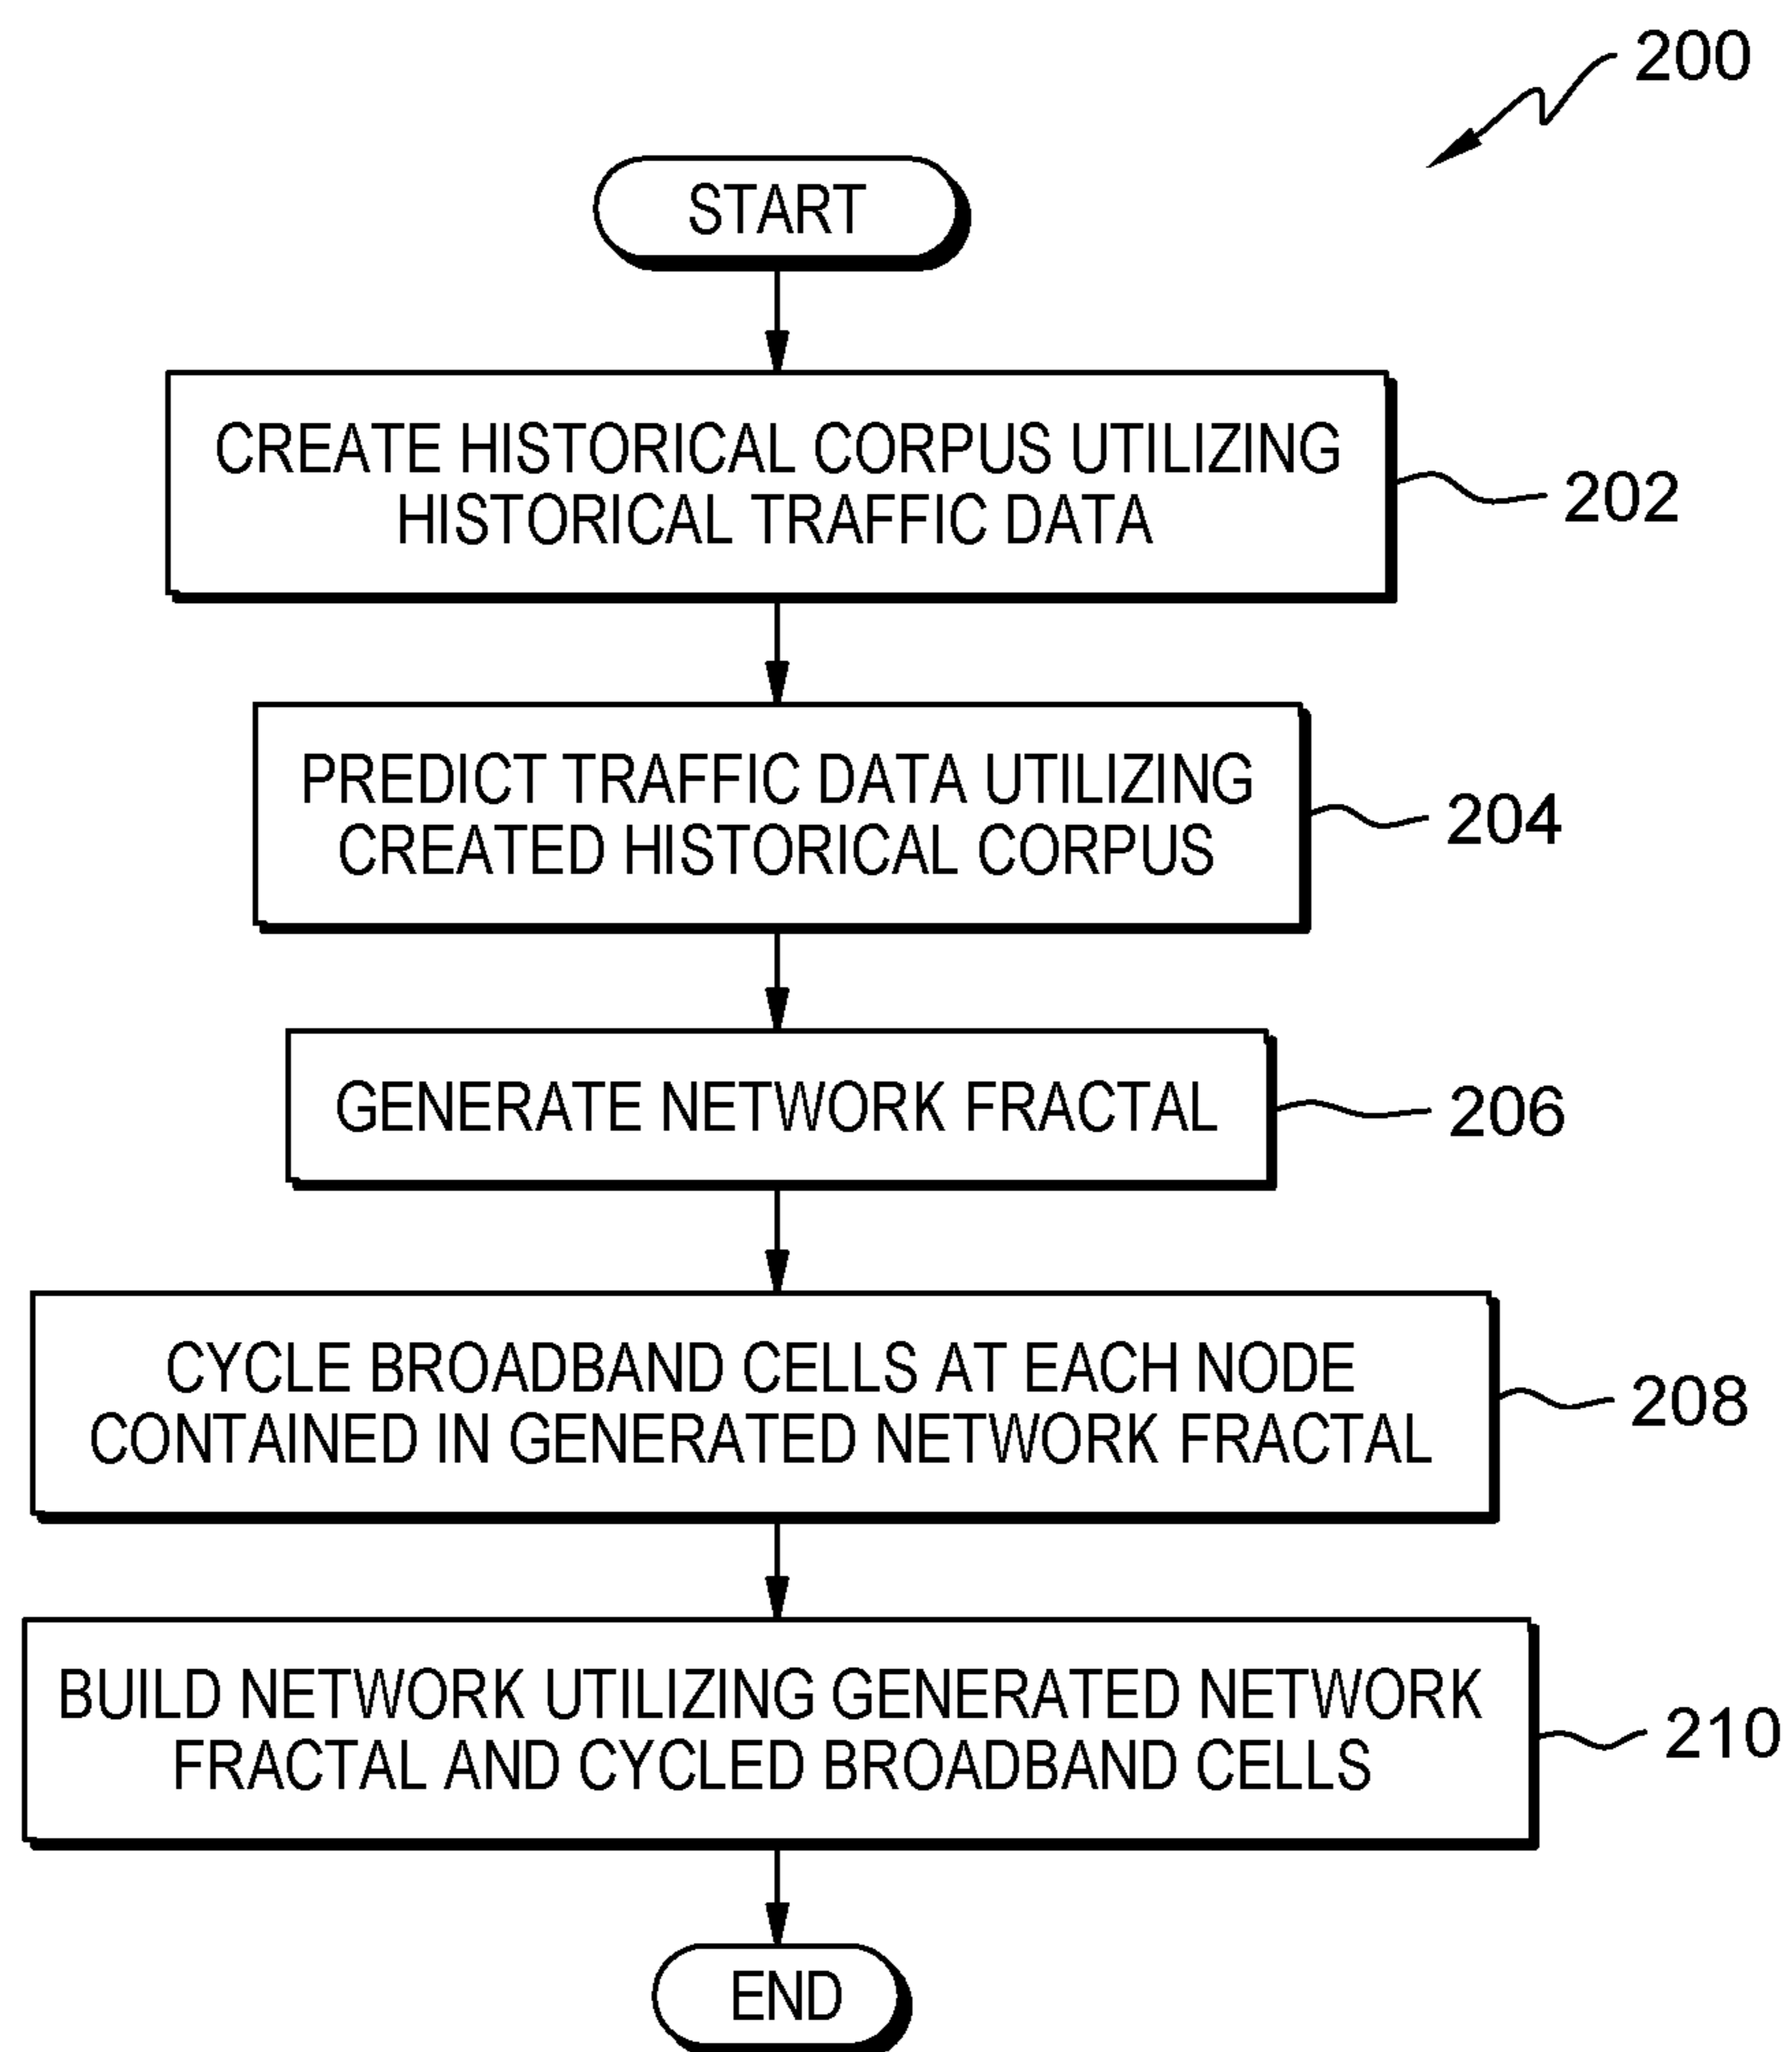 200
START
CREATE HISTORICAL CORPUS UTILIZING
HISTORICAL TRAFFIC DATA
202
PREDICT TRAFFIC DATA UTILIZING
CREATED HISTORICAL CORPUS
204
GENERATE NETWORK FRACTAL
206
CYCLE BROADBAND CELLS AT EACH NODE
CONTAINED IN GENERATED NETWORK FRACTAL
208
BUILD NETWORK UTILIZING GENERATED NETWORK
FRACTAL AND CYCLED BROADBAND CELLS
210
END